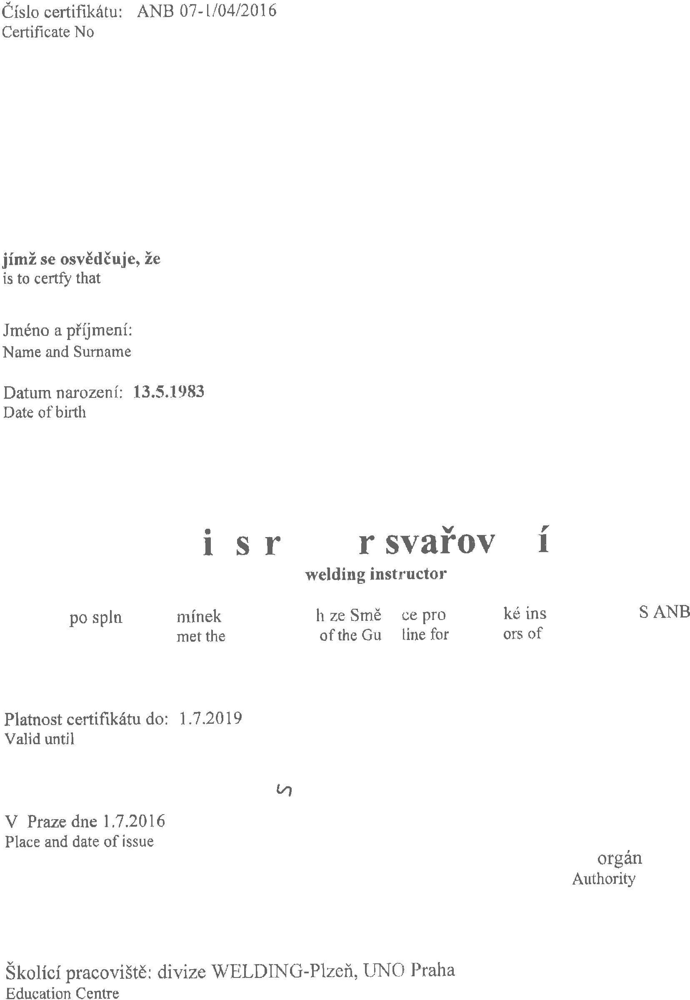 Číslo certifikátu: ANB 07-1/04/2016
Certificate No
jímž se osvědčuje, že
is to certfy that
Jméno a příjmení:
Name and Surname
Datum narození: 13.5.1983
Date of birth
i s r r svařov í
welding instructor
po spln mínek h ze Smě ce pro ké ins S ANB
met the of the Gu line for ors of
Platnost certifikátu do: 1.7.2019
Valid until
V Praze dne 1.7.2016
Place and date of issue
orgán
Authority
Školící pracoviště: divize WELDING-Plzeň, UNO Praha
Education Centre